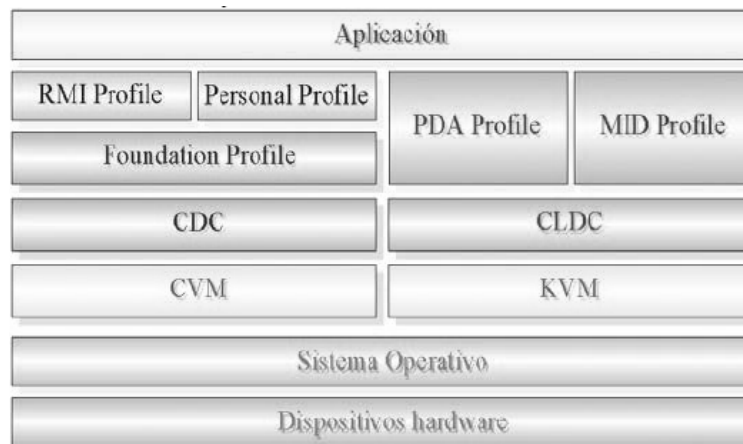 Aplicación
RMI Profile
Personal Profile
PDA Profile
MID Profile
Foundation Profile
CDC
CLDC
CVM
KVM
Sistema Operativo
Dispositivos hardware